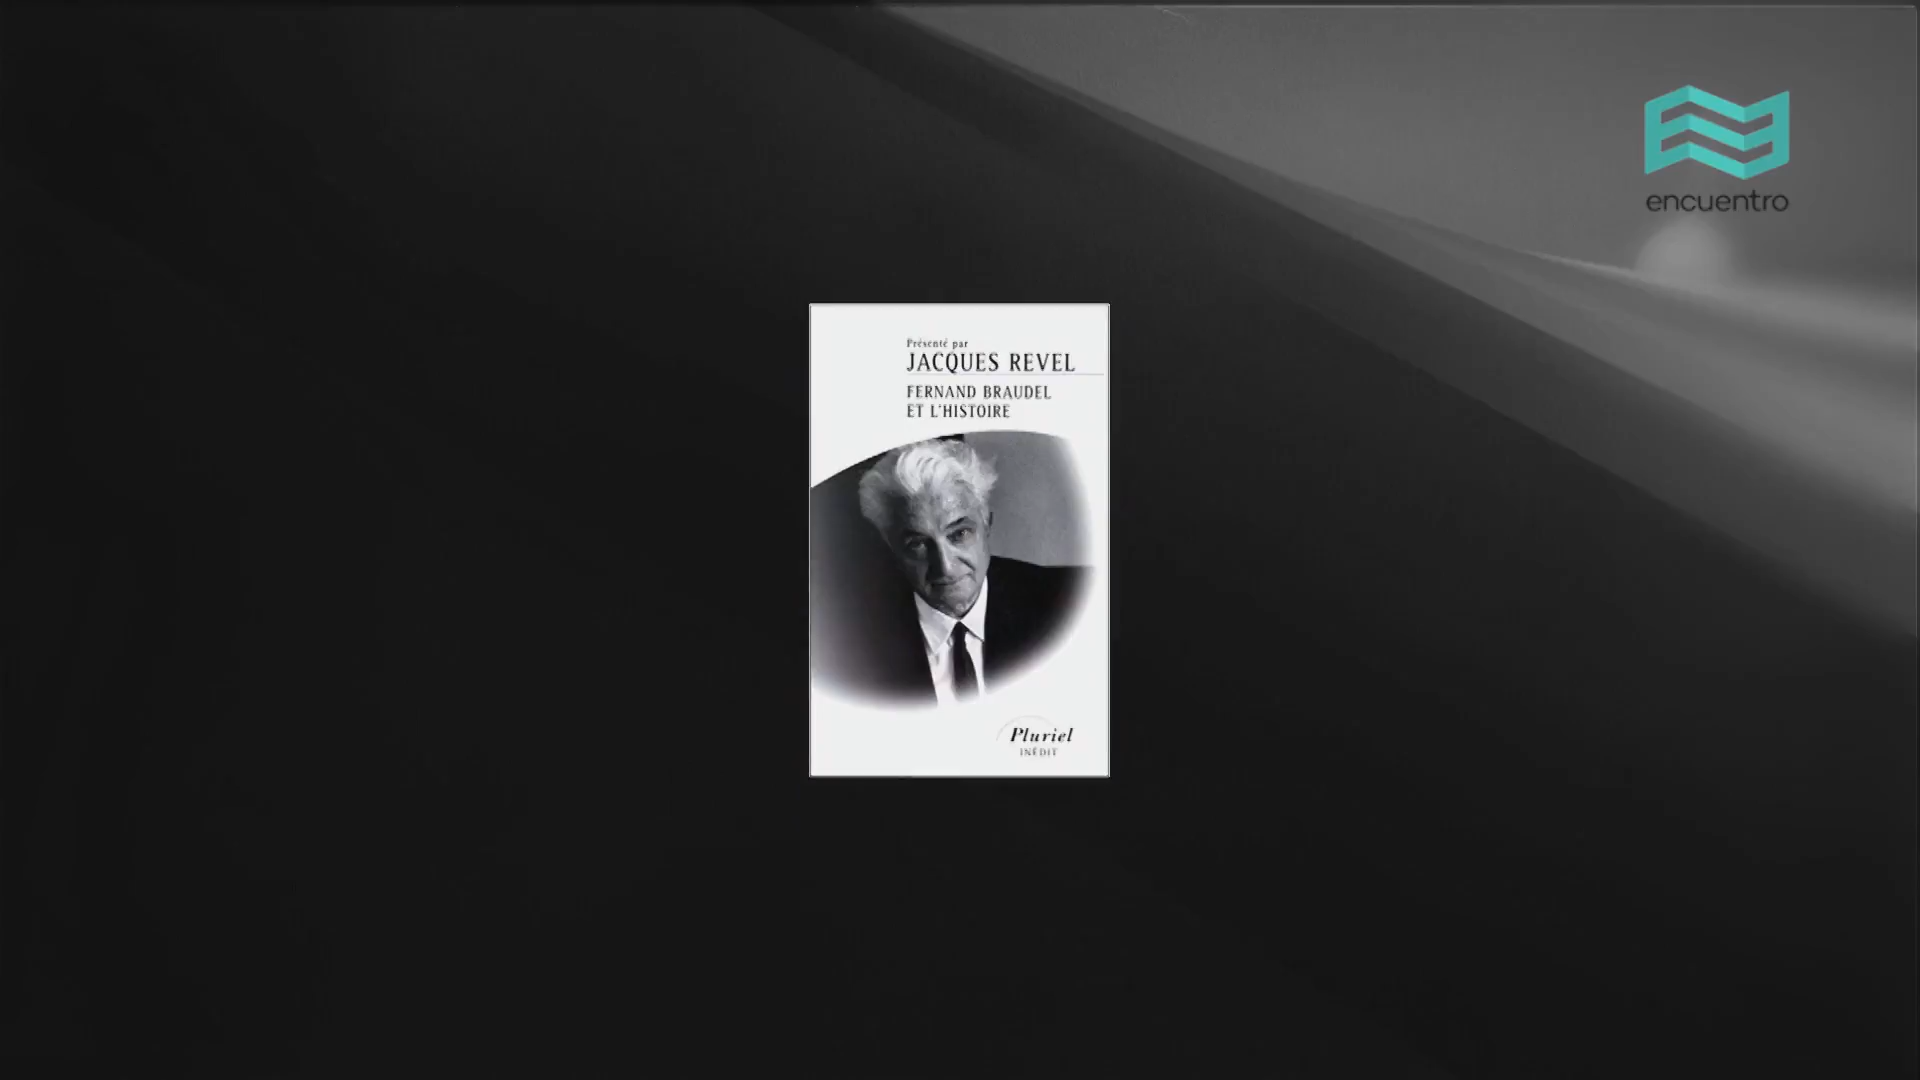 encuentro
Présenté par
JACQUES REVEL
FERNAND BRAUDEL
ET L'HISTOIRE
Pluriel
INÉDIT